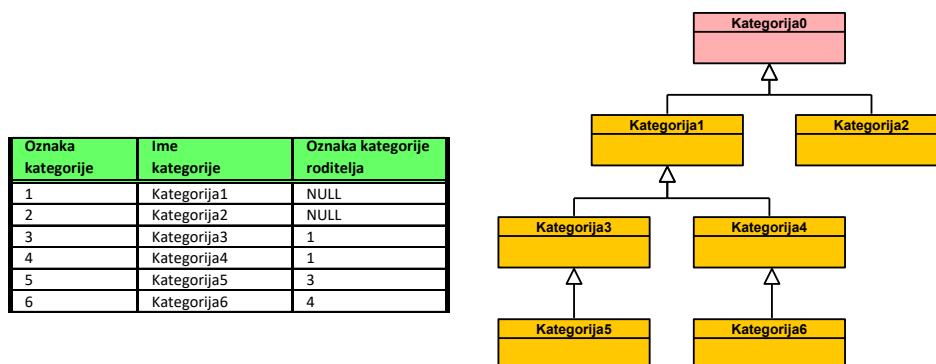 Oznaka kategorije
Ime kategorije
Oznaka kategorije roditelja
1 Kategorija1 NULL
2 Kategorija2 NULL
3 Kategorija3 1
4 Kategorija4 1
5 Kategorija5 3
6 Kategorija6 4
Kategorija0
Kategorija1 Kategorija2
Kategorija3 Kategorija4
Kategorija5 Kategorija6